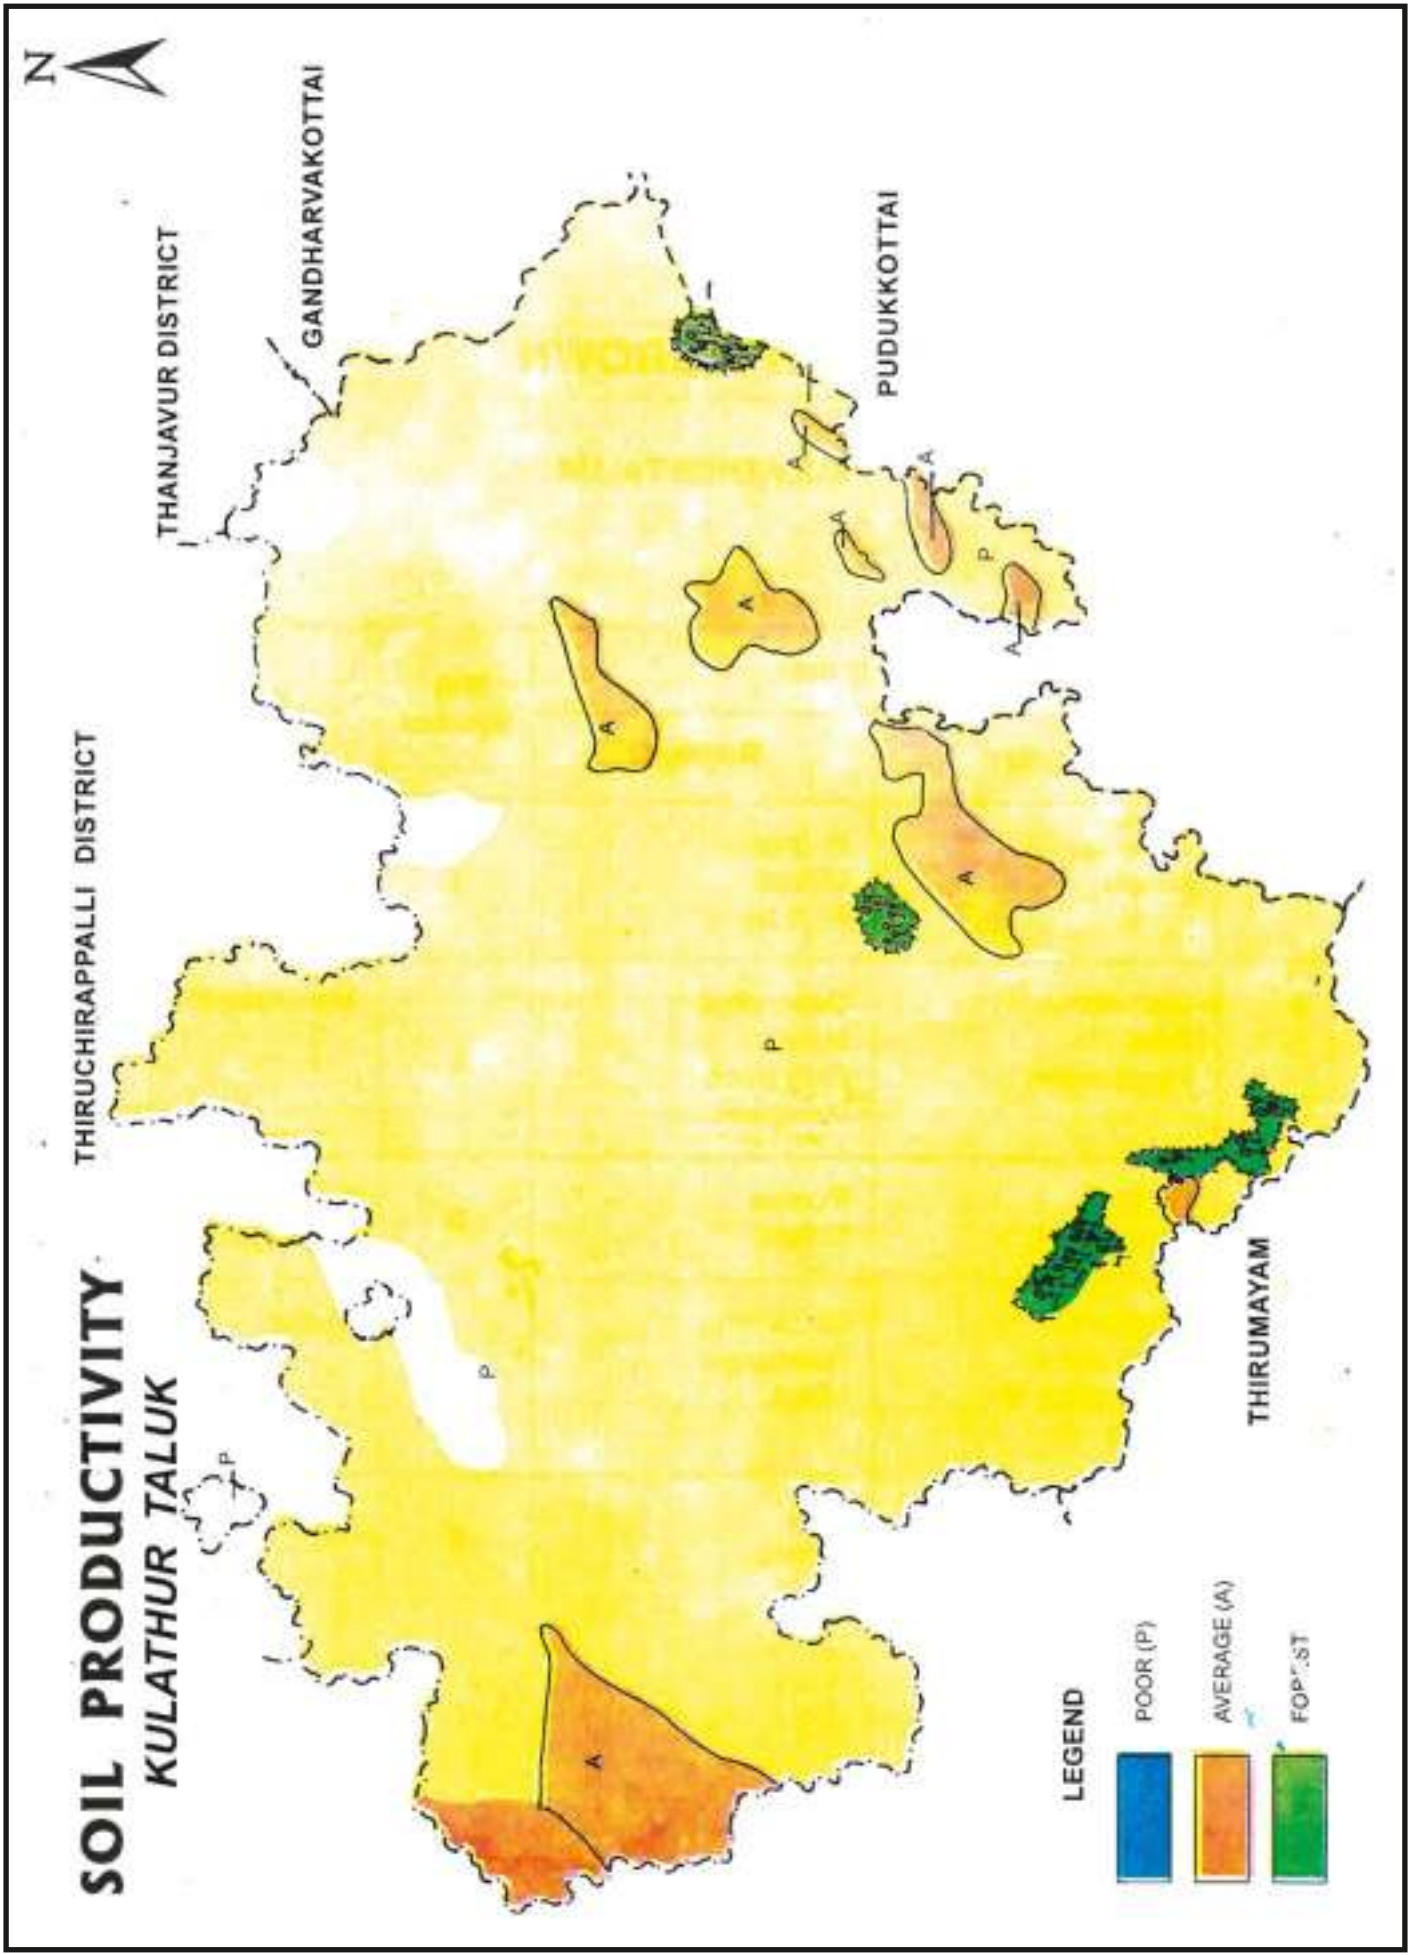 SOIL PRODUCTIVITY
KULATHUR TALUK
N
THIRUCHIRAPPALLI DISTRICT
THANJAVUR DISTRICT
GANDHARVAKOTTAI
PUDUKKOTTAI
THIRUMAYAM
P
P
P
P
A
A
A
A
A
A
A
A
LEGEND
POOR (P)
AVERAGE (A)